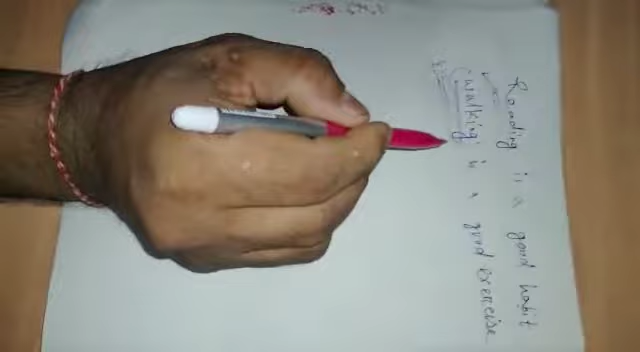 Reading is a good habit
walking is a good exercise